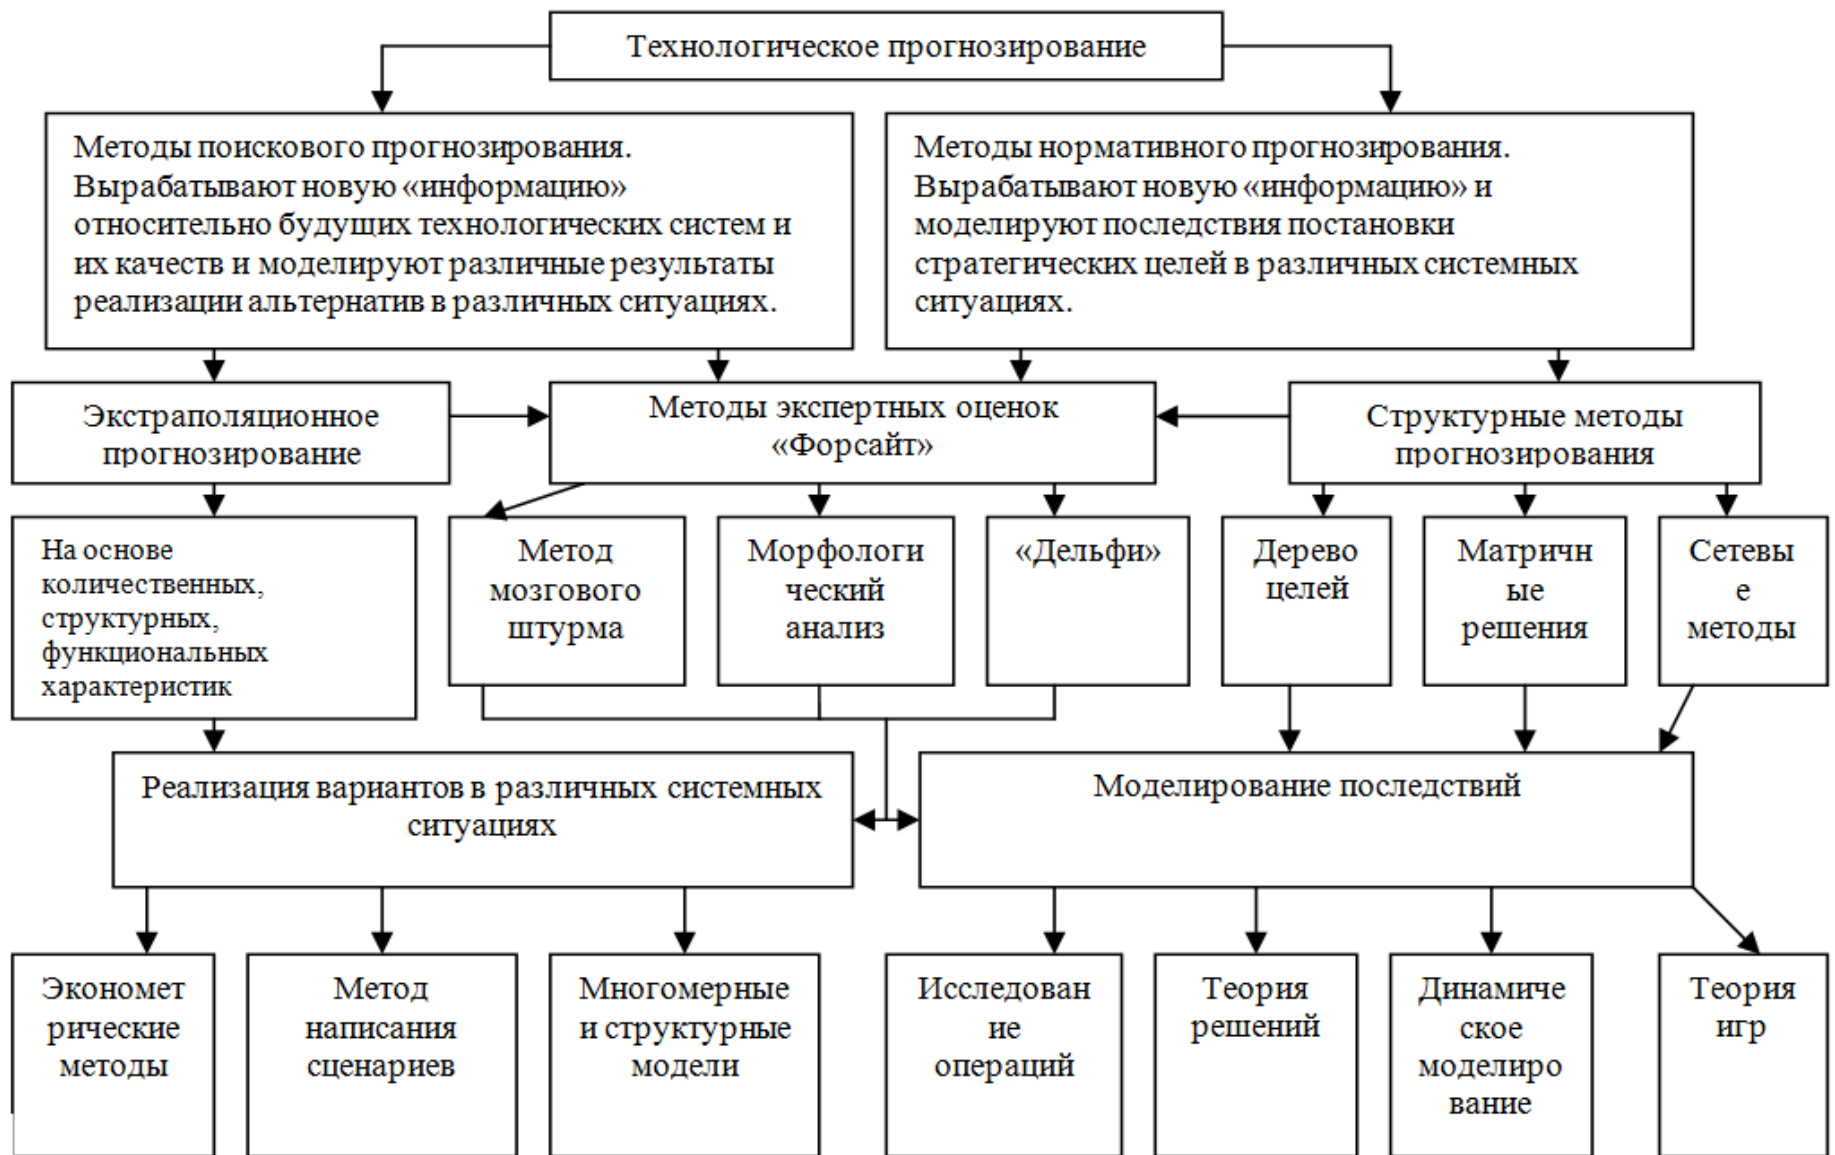 Технологическое прогнозирование
Методы поискового прогнозирования.
Вырабатывают новую «информацию»
относительно будущих технологических систем и
их качеств и моделируют различные результаты
реализации альтернатив в различных ситуациях.
Методы нормативного прогнозирования.
Вырабатывают новую «информацию» и
моделируют последствия постановки
стратегических целей в различных системных
ситуациях.
Экстраполяционное
прогнозирование
Методы экспертных оценок
«Форсайт»
Структурные методы
прогнозирования
На основе
количественных,
структурных,
функциональных
характеристик
Метод
мозгового
штурма
Морфологи
ческий
анализ
«Дельфи»
Дерево
целей
Матричн
ые
решения
Сетевы
е
методы
Реализация вариантов в различных системных
ситуациях
Моделирование последствий
Экономет
рические
методы
Метод
написания
сценариев
Многомерные
и структурные
модели
Исследован
ие
операций
Теория
решений
Динамиче
ское
моделиро
вание
Теория
игр